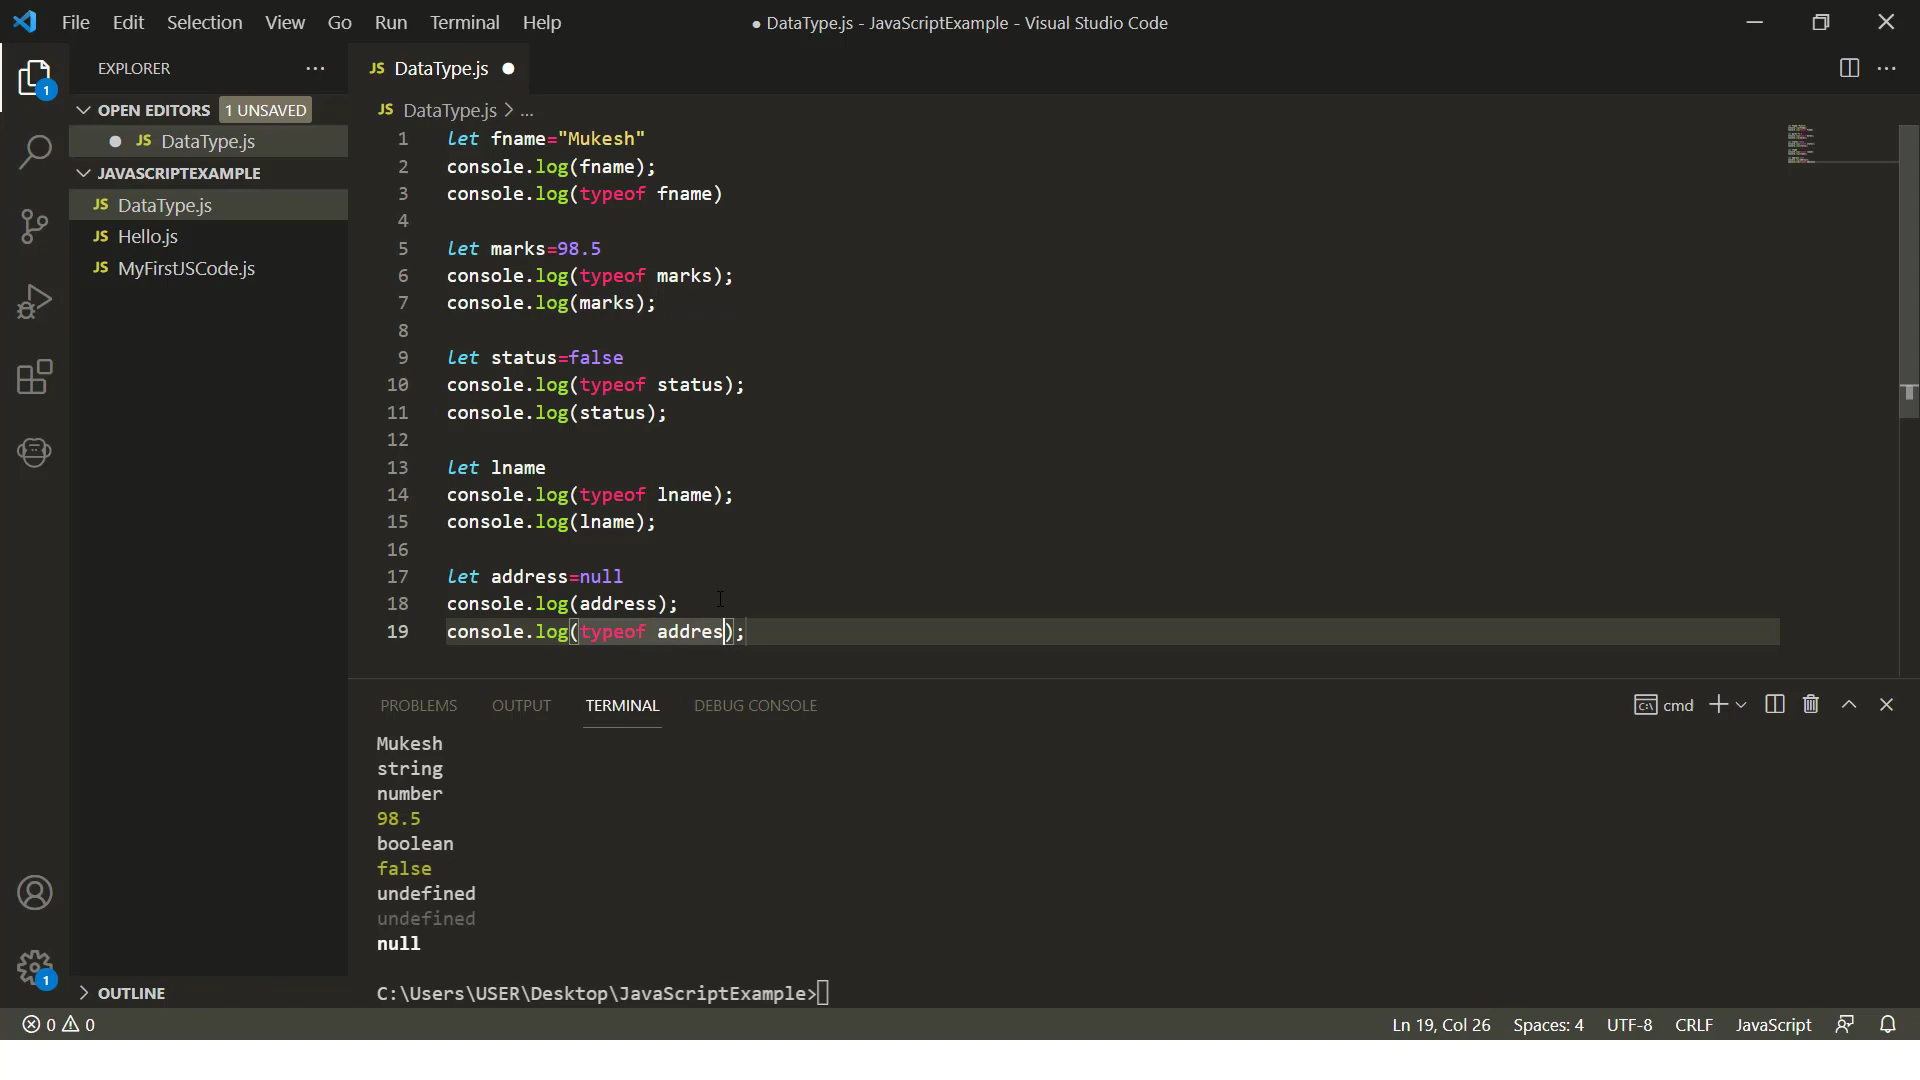 File Edit Selection View Go Run Terminal Help
● DataType.js - JavaScriptExample - Visual Studio Code
EXPLORER ...
JS DataType.js ●
OPEN EDITORS 1 UNSAVED
● JS DataType.js
JAVASCRIPTEXAMPLE
JS DataType.js
JS Hello.js
JS MyFirstJSCode.js
OUTLINE
1
1
JS DataType.js > ...
1 let fname="Mukesh"
2 console.log(fname);
3 console.log(typeof fname)
4
5 let marks=98.5
6 console.log(typeof marks);
7 console.log(marks);
8
9 let status=false
10 console.log(typeof status);
11 console.log(status);
12
13 let lname
14 console.log(typeof lname);
15 console.log(lname);
16
17 let address=null
18 console.log(address);
19 console.log(typeof addres);
PROBLEMS OUTPUT TERMINAL DEBUG CONSOLE
cmd
Mukesh
string
number
98.5
boolean
false
undefined
undefined
null
C:\Users\USER\Desktop\JavaScriptExample>
0 0
Ln 19, Col 26 Spaces: 4 UTF-8 CRLF JavaScript